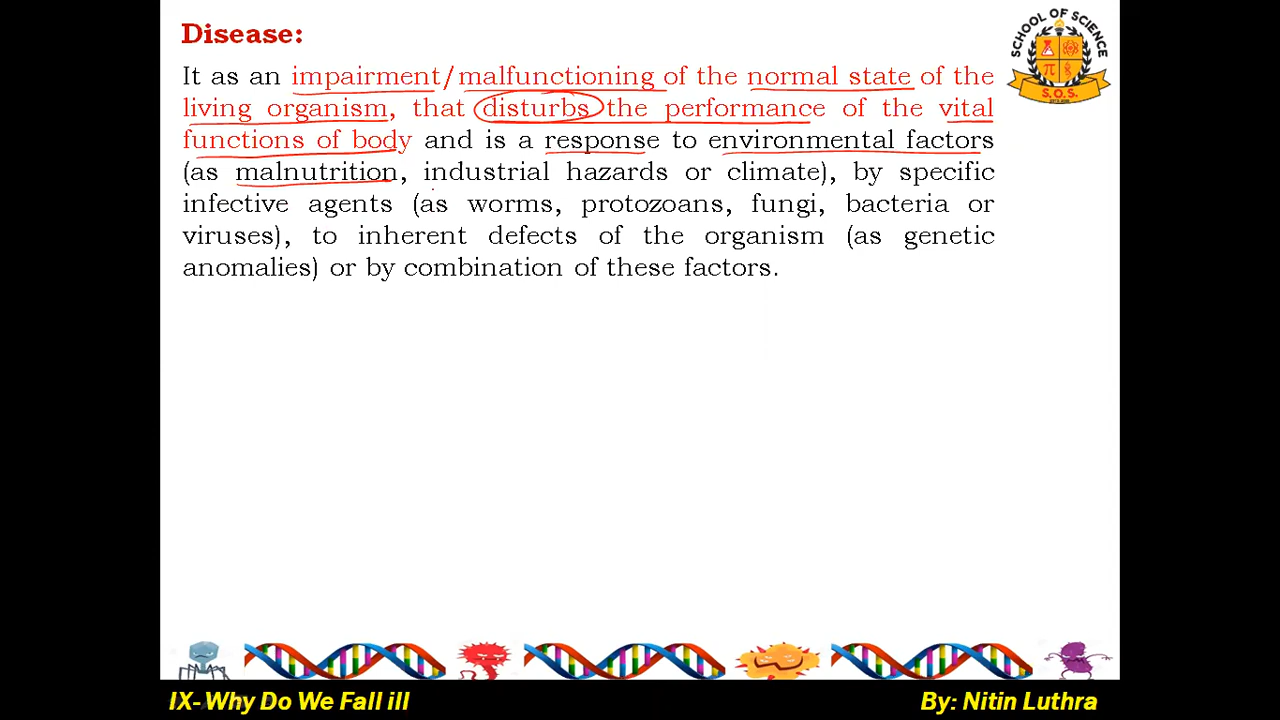 Disease:
It as an impairment/malfunctioning of the normal state of the
living organism, that disturbs the performance of the vital
functions of body and is a response to environmental factors
(as malnutrition, industrial hazards or climate), by specific
infective agents (as worms, protozoans, fungi, bacteria or
viruses), to inherent defects of the organism (as genetic
anomalies) or by combination of these factors.
SCHOOL OF SCIENCE
π
S.O.S.
IX-Why Do We Fall ill
By: Nitin Luthra